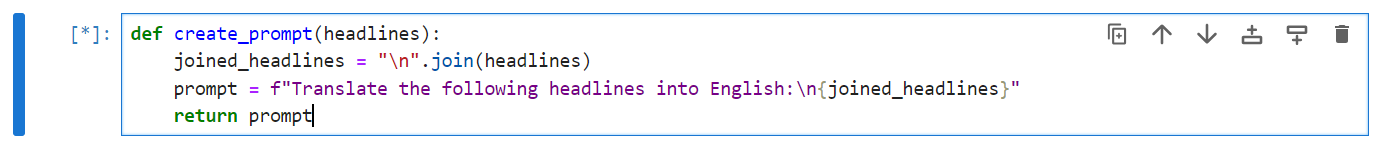 [*]: def create_prompt(headlines):
    joined_headlines = "\n".join(headlines)
    prompt = f"Translate the following headlines into English:\n{joined_headlines}"
    return prompt